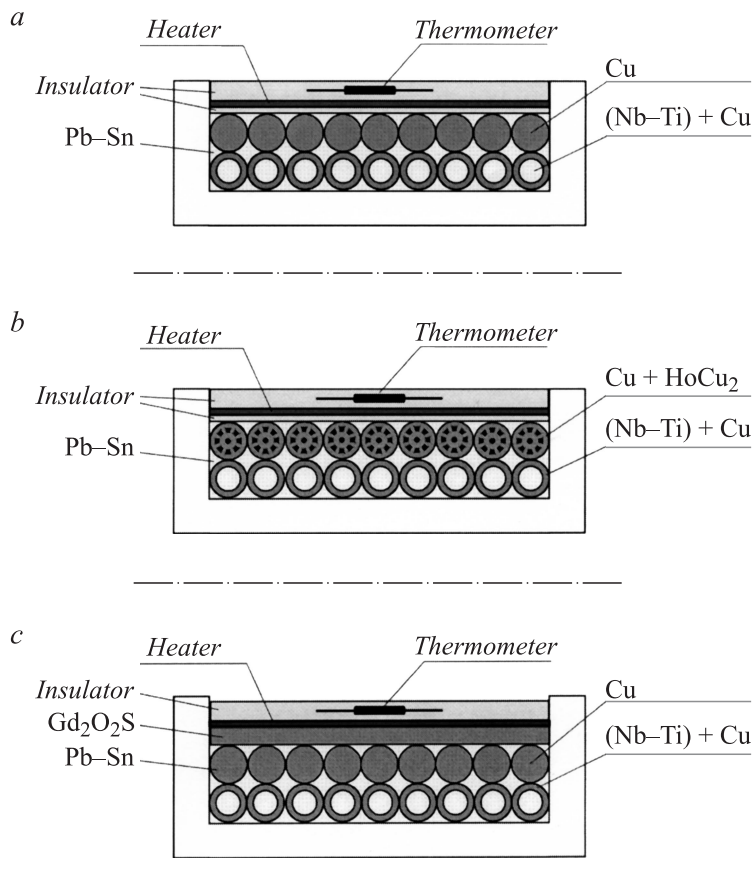 a
Heater
Thermometer
Insulator
Cu
Pb–Sn
(Nb–Ti) + Cu
b
Heater
Thermometer
Insulator
Cu + HoCu₂
Pb–Sn
(Nb–Ti) + Cu
c
Heater
Thermometer
Insulator
Cu
Gd₂O₂S
Pb–Sn
(Nb–Ti) + Cu